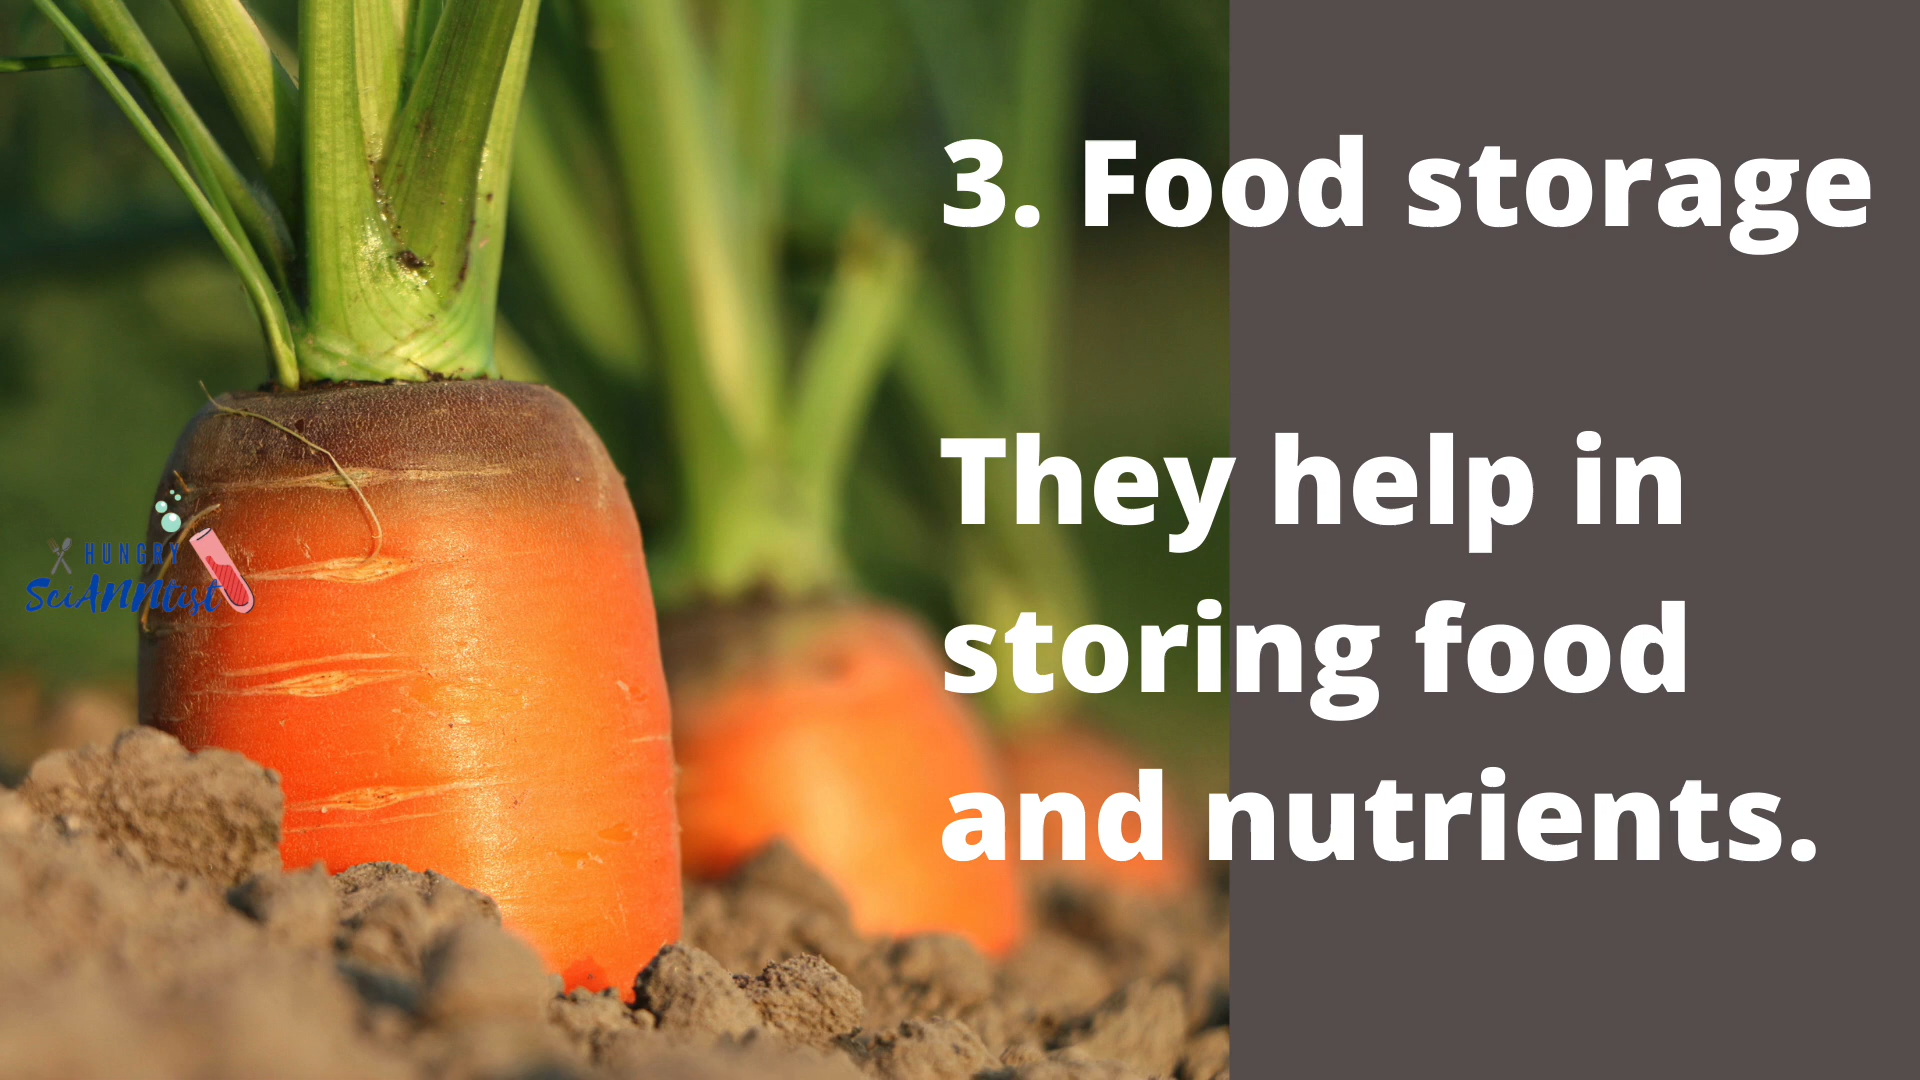 3. Food storage
They help in
storing food
and nutrients.
HUNGRY
SciANNtist